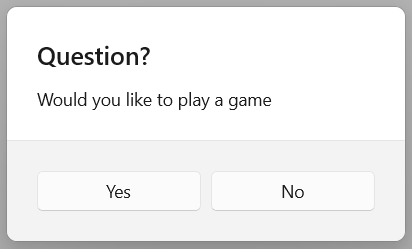 Question?
Would you like to play a game
Yes
No